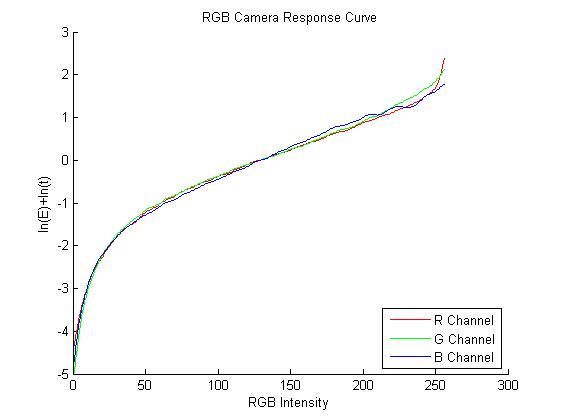 RGB Camera Response Curve
3
2
1
0
-1
-2
-3
-4
-5
ln(E)+ln(t)
0 50 100 150 200 250 300
RGB Intensity
R Channel
G Channel
B Channel